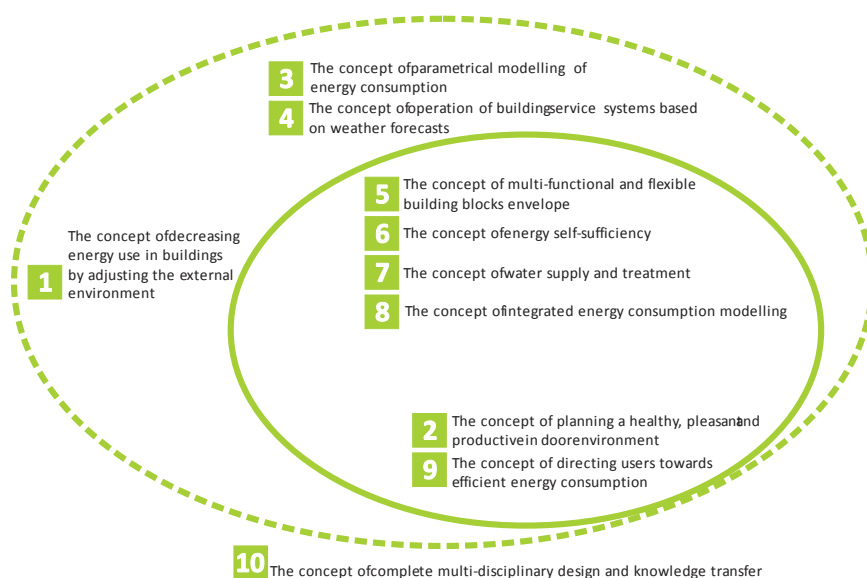 3 The concept ofparametrical modelling of
energy consumption
4 The concept ofoperation of buildingservice systems based
on weather forecasts
5 The concept of multi-functional and flexible
building blocks envelope
6 The concept ofenergy self-sufficiency
The concept ofdecreasing
energy use in buildings
1 by adjusting the external
environment
7 The concept ofwater supply and treatment
8 The concept ofintegrated energy consumption modelling
2 The concept of planning a healthy, pleasantand
productivein doorenvironment
9 The concept of directing users towards
efficient energy consumption
10 The concept ofcomplete multi-disciplinary design and knowledge transfer